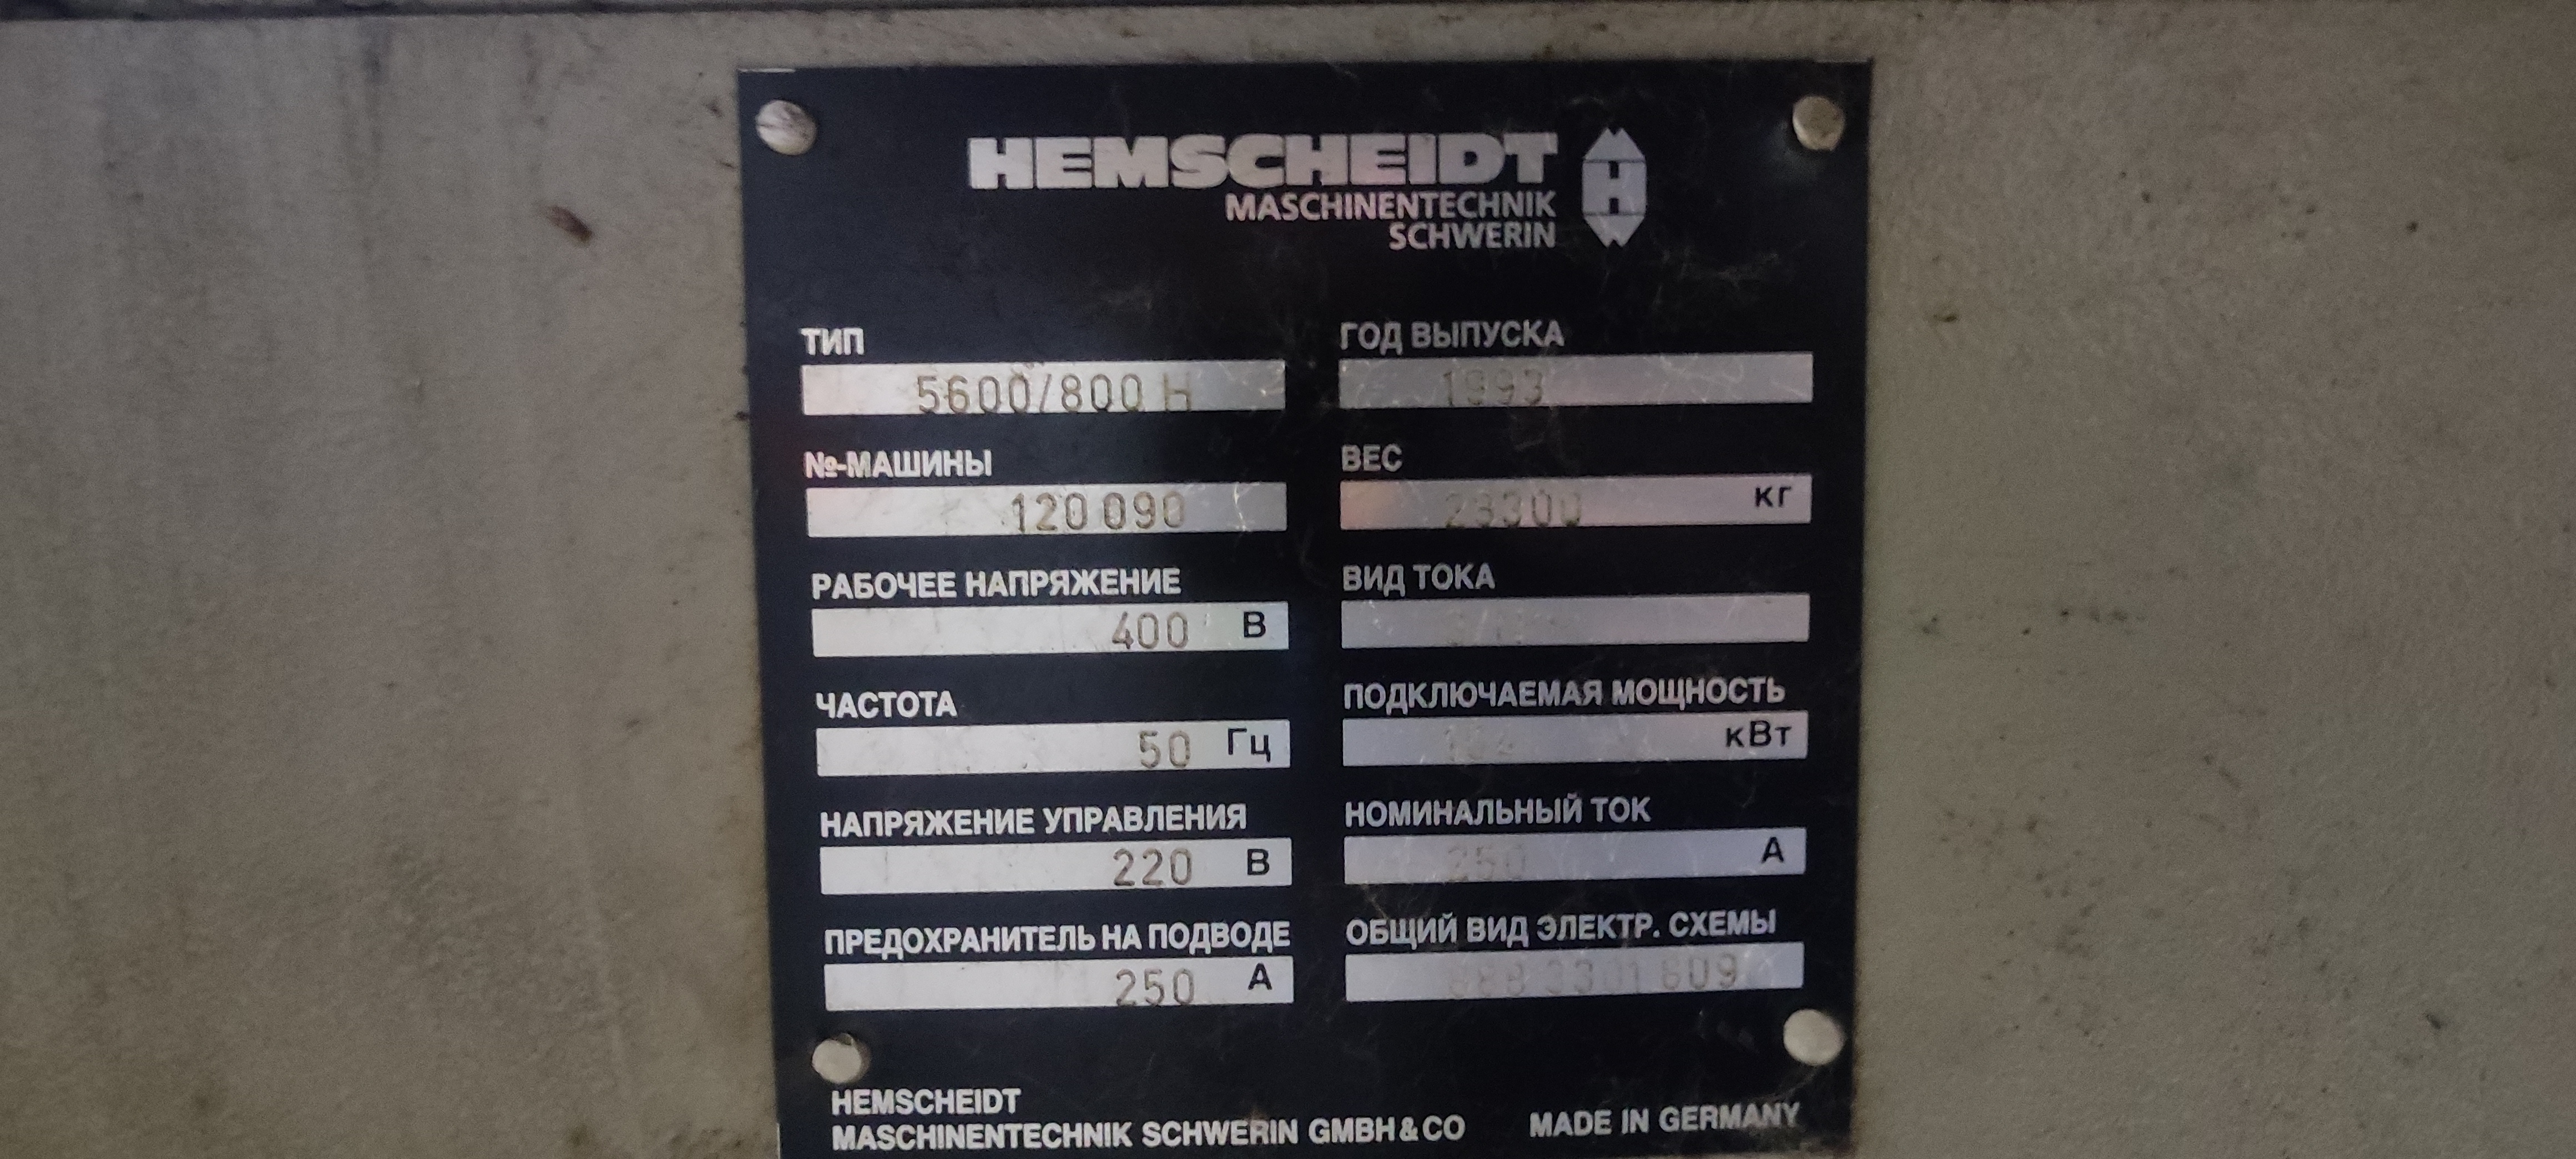 HEMSCHEIDT
MASCHINENTECHNIK
SCHWERIN
ТИП
5600/800 H
№-МАШИНЫ
120 090
РАБОЧЕЕ НАПРЯЖЕНИЕ
400 В
ЧАСТОТА
50 Гц
НАПРЯЖЕНИЕ УПРАВЛЕНИЯ
220 В
ПРЕДОХРАНИТЕЛЬ НА ПОДВОДЕ
250 А
ГОД ВЫПУСКА
1993
ВЕС
кг
ВИД ТОКА
ПОДКЛЮЧАЕМАЯ МОЩНОСТЬ
кВт
НОМИНАЛЬНЫЙ ТОК
250 А
ОБЩИЙ ВИД ЭЛЕКТР. СХЕМЫ
HEMSCHEIDT
MASCHINENTECHNIK SCHWERIN GMBH & CO MADE IN GERMANY